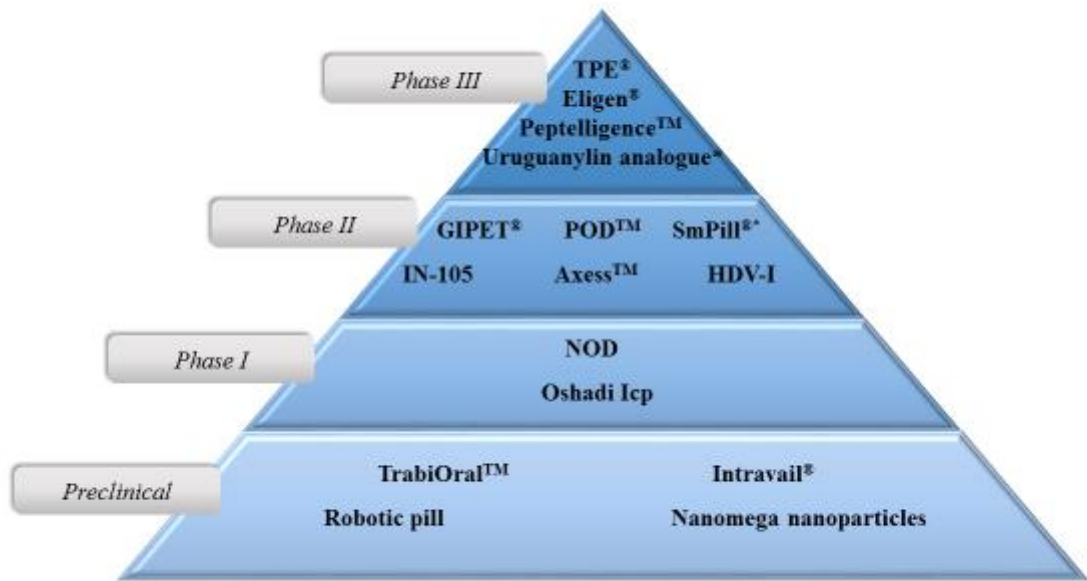 Phase III
TPE®
Eligen®
Peptelligence™
Uruguanylin analogue*
Phase II
GIPET® POD™ SmPill®*
IN-105 Axess™ HDV-I
Phase I
NOD
Oshadi Icp
Preclinical
TrabiOral™ Intravail®
Robotic pill Nanomega nanoparticles